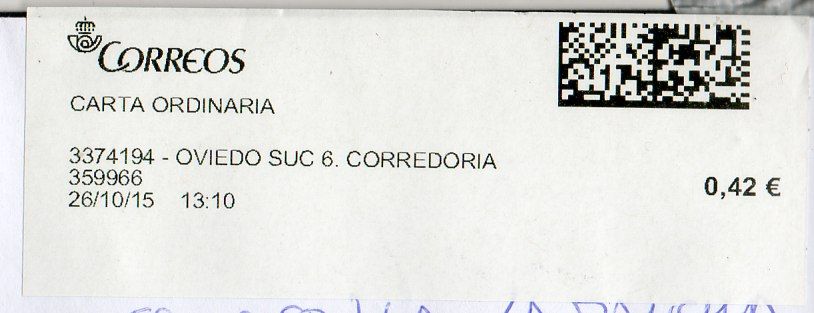 CORREOS
CARTA ORDINARIA
3374194 - OVIEDO SUC 6. CORREDORIA
359966
26/10/15 13:10
0,42 €